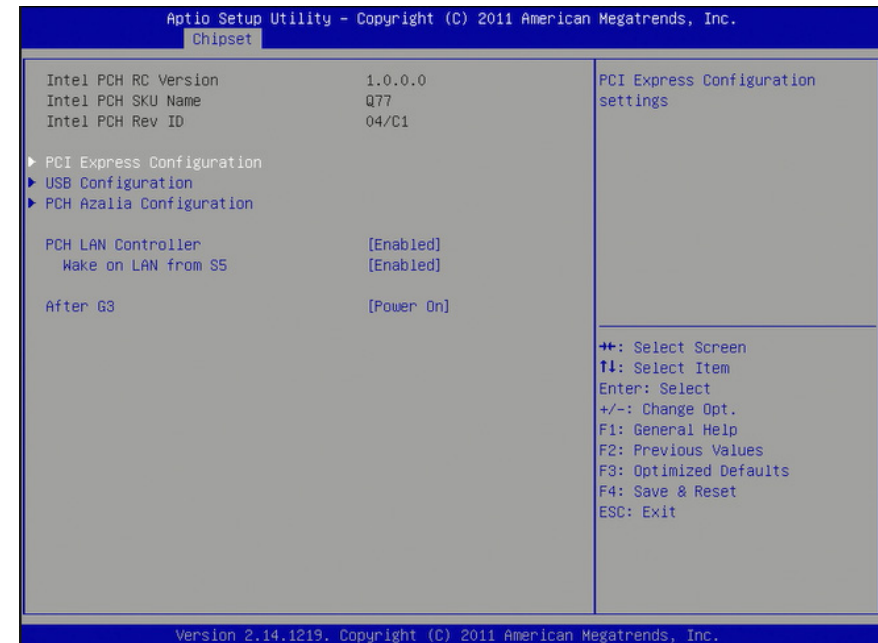 Aptio Setup Utility – Copyright (C) 2011 American Megatrends, Inc.
Chipset
Intel PCH RC Version 1.0.0.0
Intel PCH SKU Name Q77
Intel PCH Rev ID 04/C1
PCI Express Configuration
USB Configuration
PCH Azalia Configuration
PCH LAN Controller [Enabled]
Wake on LAN from S5 [Enabled]
After G3 [Power On]
PCI Express Configuration
settings
→←: Select Screen
↑↓: Select Item
Enter: Select
+/-: Change Opt.
F1: General Help
F2: Previous Values
F3: Optimized Defaults
F4: Save & Reset
ESC: Exit
Version 2.14.1219. Copyright (C) 2011 American Megatrends, Inc.